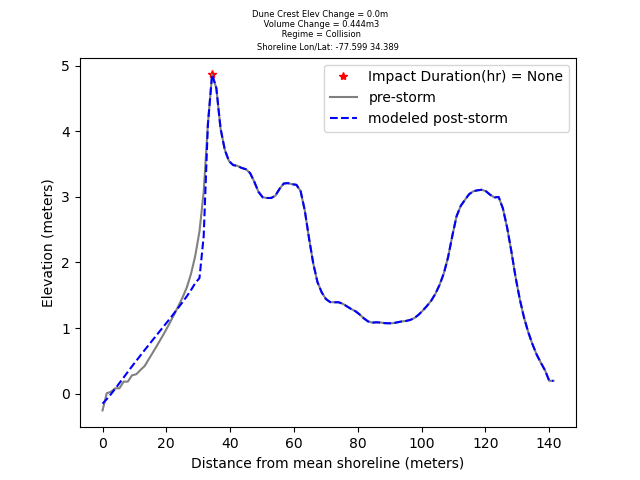 Dune Crest Elev Change = 0.0m
Volume Change = 0.444m3
Regime = Collision
Shoreline Lon/Lat: -77.599 34.389
Impact Duration(hr) = None
pre-storm
modeled post-storm
Elevation (meters)
5
4
3
2
1
0
0 20 40 60 80 100 120 140
Distance from mean shoreline (meters)